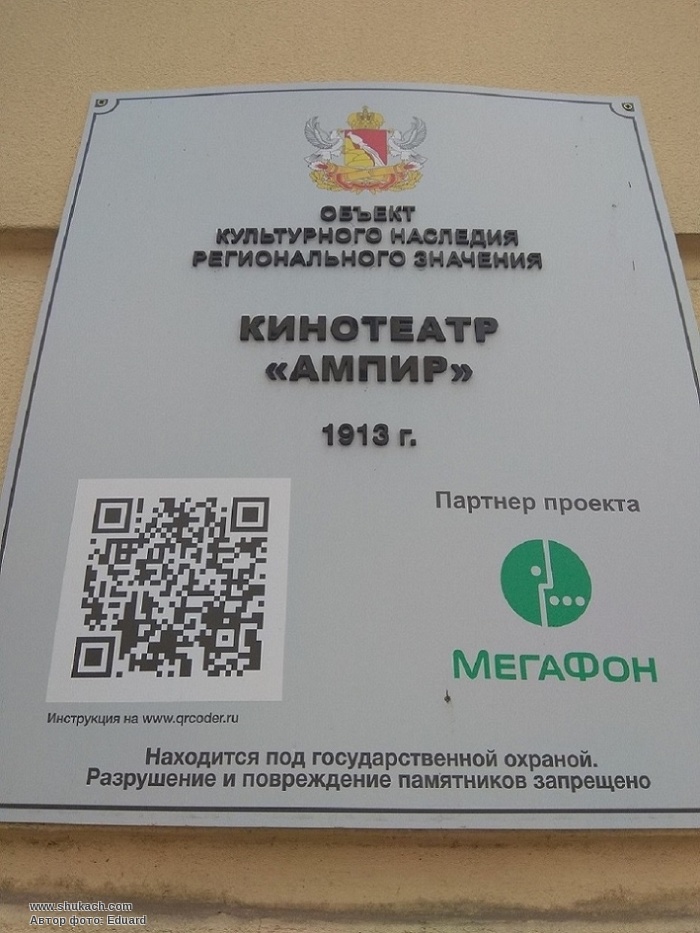 ОБЪЕКТ
КУЛЬТУРНОГО НАСЛЕДИЯ
РЕГИОНАЛЬНОГО ЗНАЧЕНИЯ
КИНОТЕАТР
«АМПИР»
1913 г.
Партнер проекта
МЕГАФОН
Инструкция на www.qrcoder.ru
Находится под государственной охраной.
Разрушение и повреждение памятников запрещено
www.shukach.com
Автор фото: Eduard